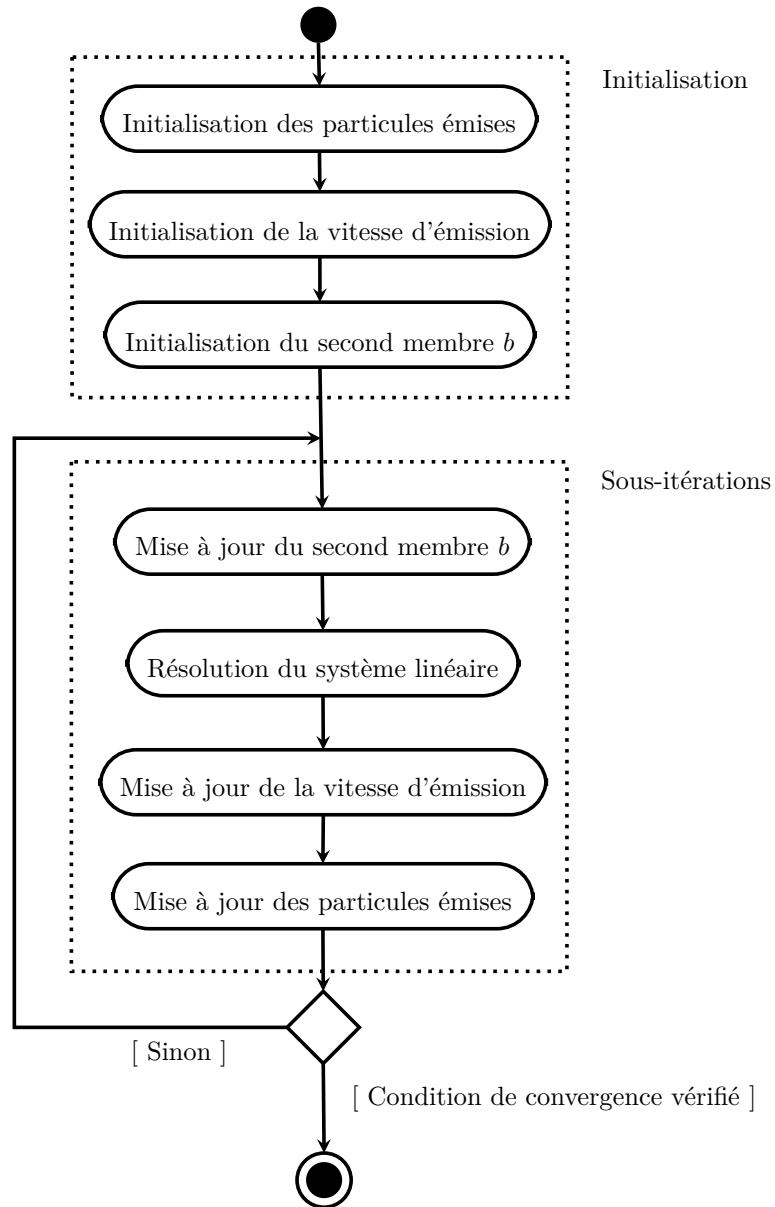 Initialisation
Initialisation des particules émises
Initialisation de la vitesse d'émission
Initialisation du second membre b
Sous-itérations
Mise à jour du second membre b
Résolution du système linéaire
Mise à jour de la vitesse d'émission
Mise à jour des particules émises
[ Sinon ]
[ Condition de convergence vérifié ]